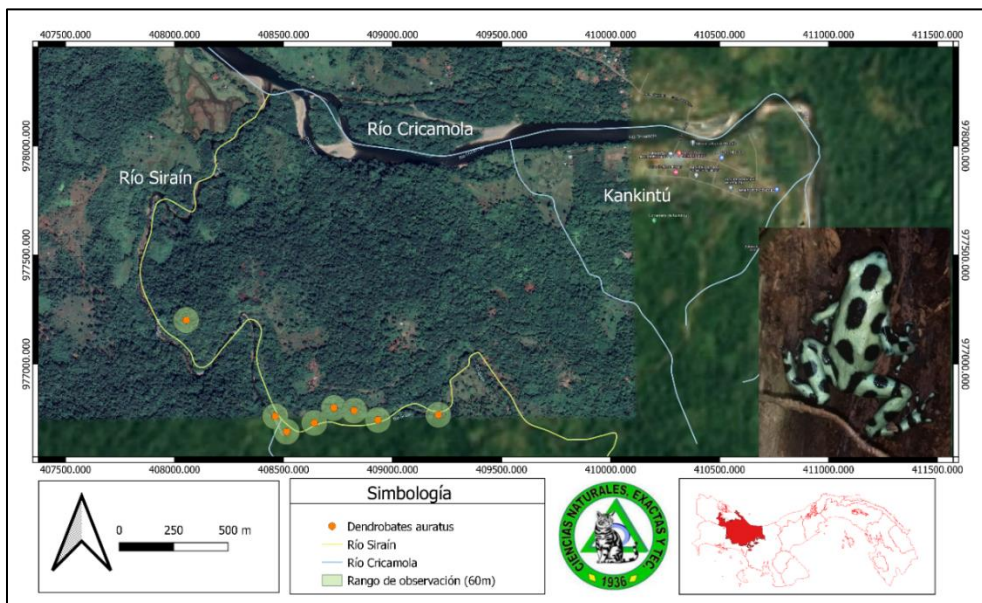 407500.000 408000.000 408500.000 409000.000 409500.000 410000.000 410500.000 411000.000 411500.000
978000.000
977500.000
977000.000
978000.000
977500.000
977000.000
Río Cricamola
Río Siraín
Kankintú
407500.000 408000.000 408500.000 409000.000 409500.000 410000.000 410500.000 411000.000 411500.000
0 250 500 m
Simbología
Dendrobates auratus
Río Siraín
Río Cricamola
Rango de observación (60m)
CIENCIAS NATURALES, EXACTAS Y TEC.
1936